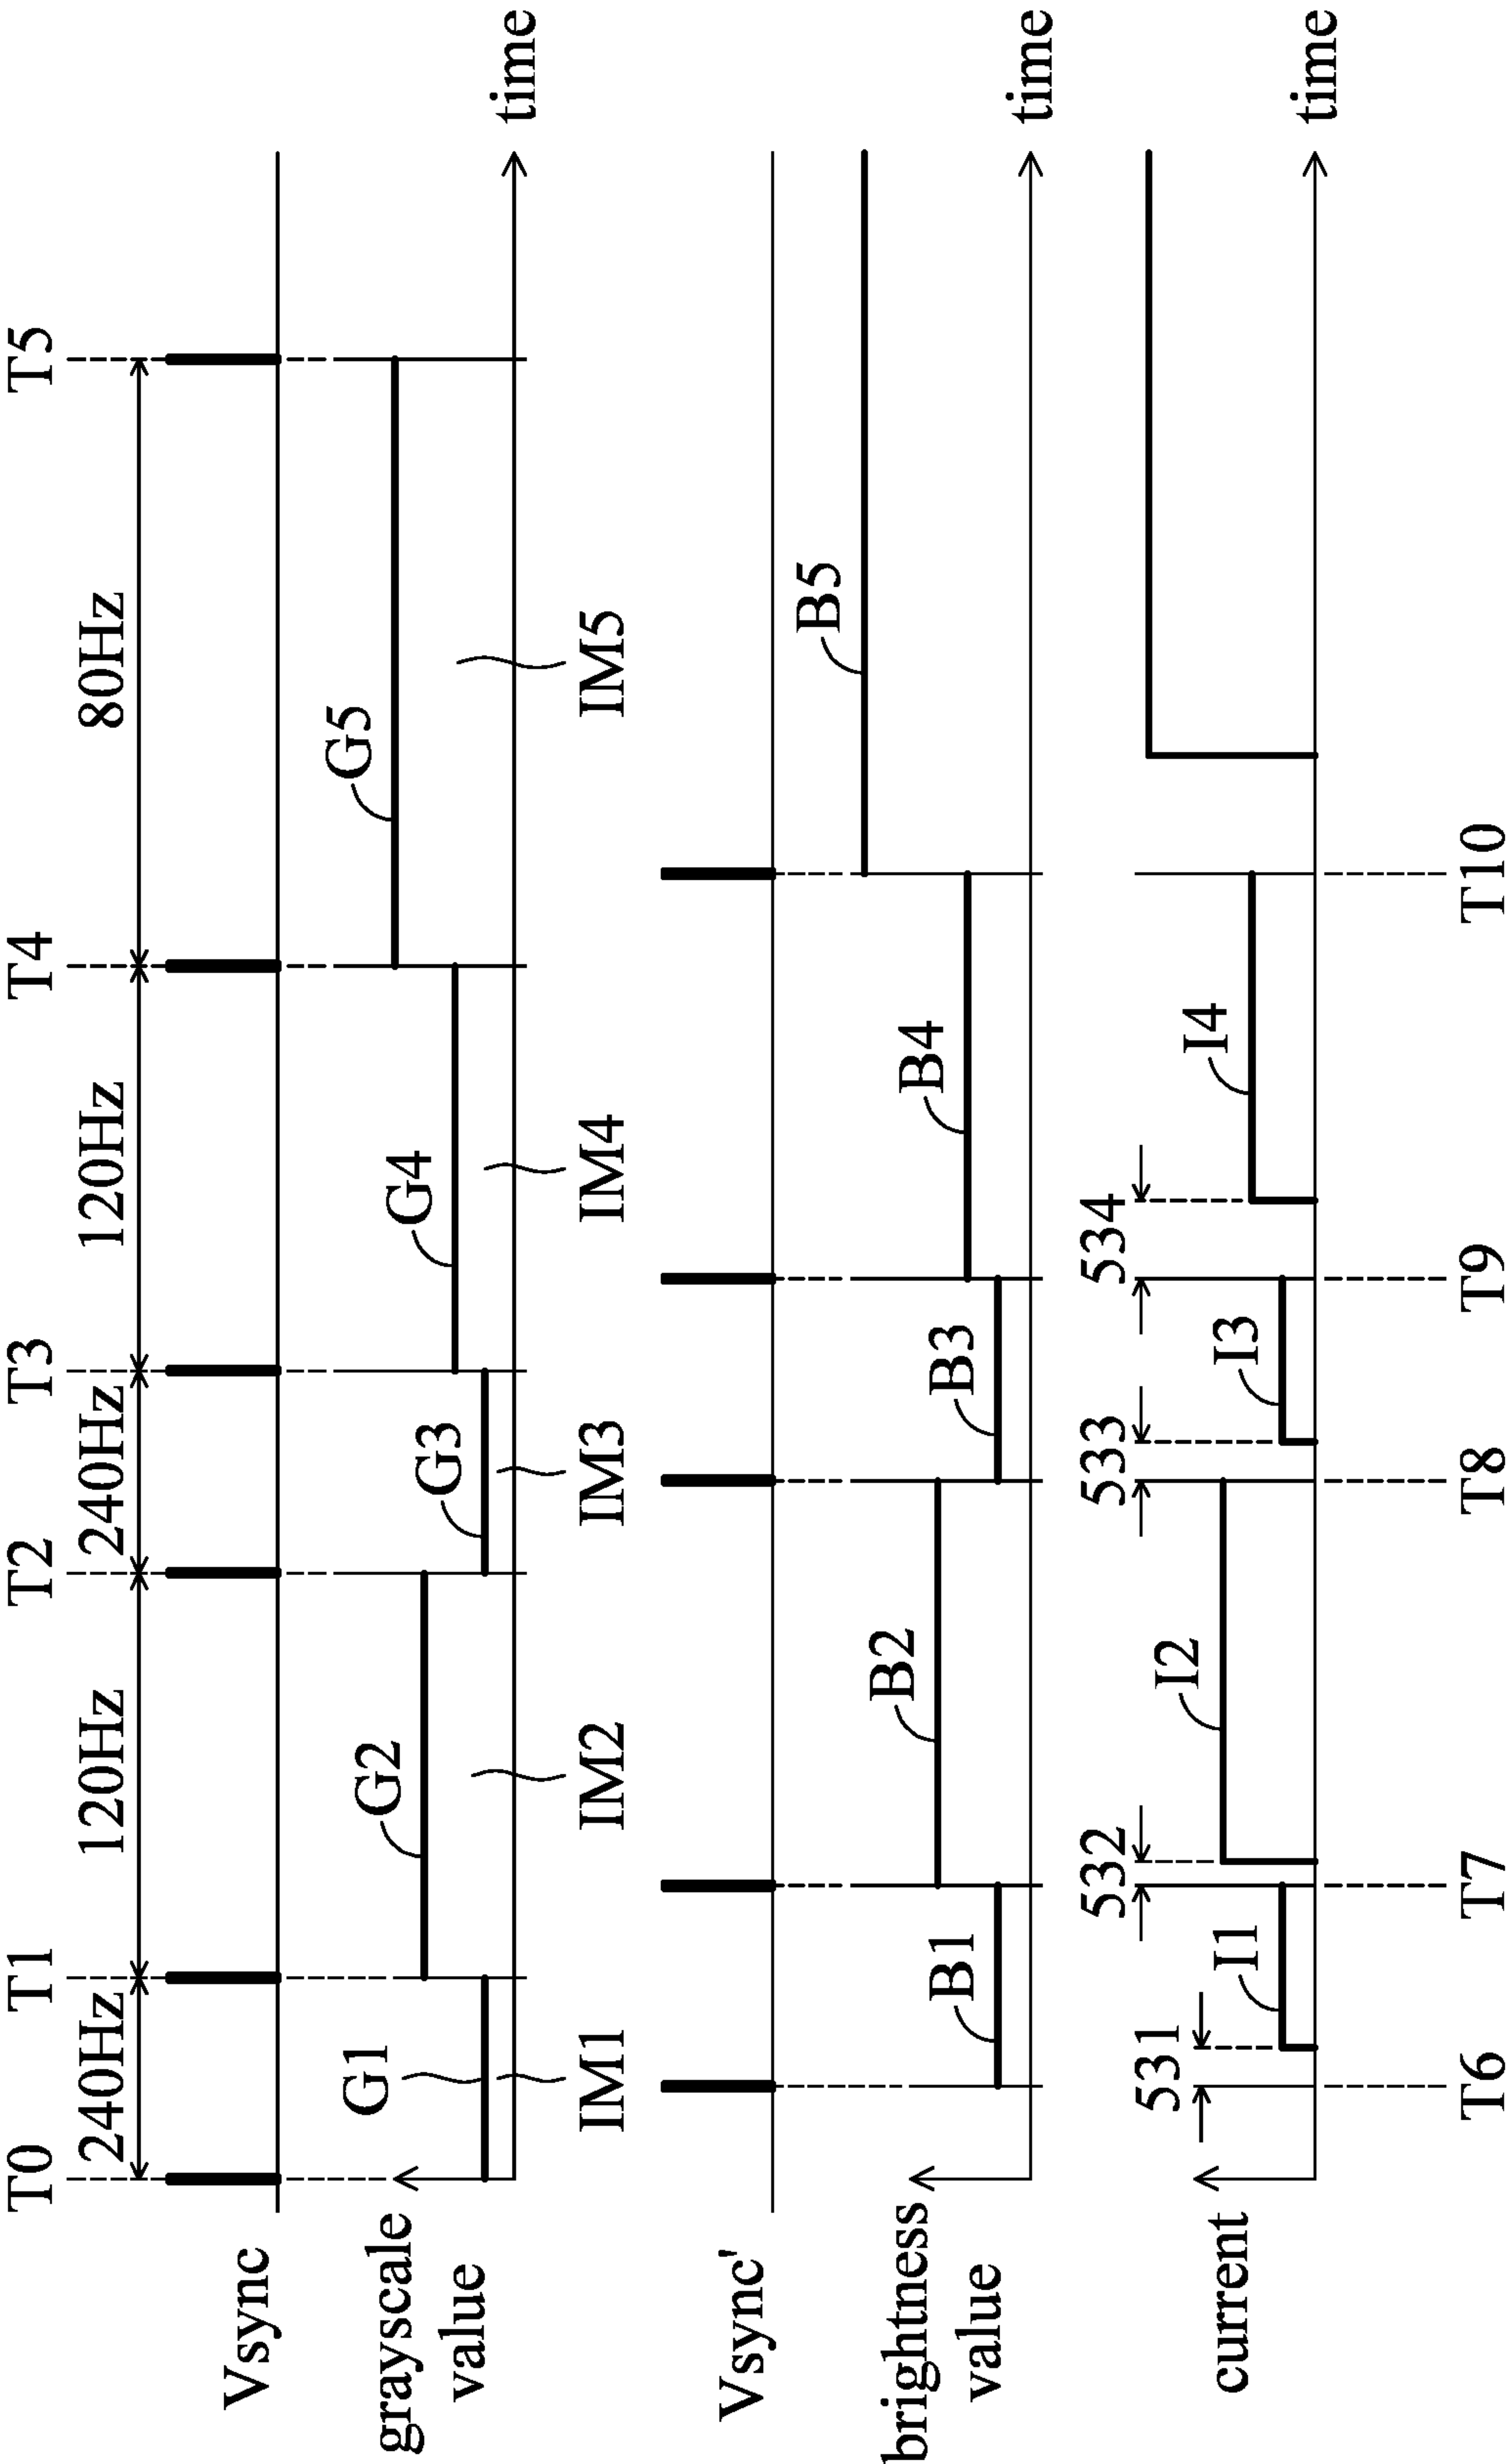 T0 T1 T2 T3 T4 T5
240Hz 120Hz 240Hz 120Hz 80Hz
Vsync
G1 G2 G3 G4 G5
grayscale
value
time
IM1 IM2 IM3 IM4 IM5
Vsync'
B1 B2 B3 B4 B5
brightness
value
time
531 532 533 534
I1 I2 I3 I4
current
time
T6 T7 T8 T9 T10